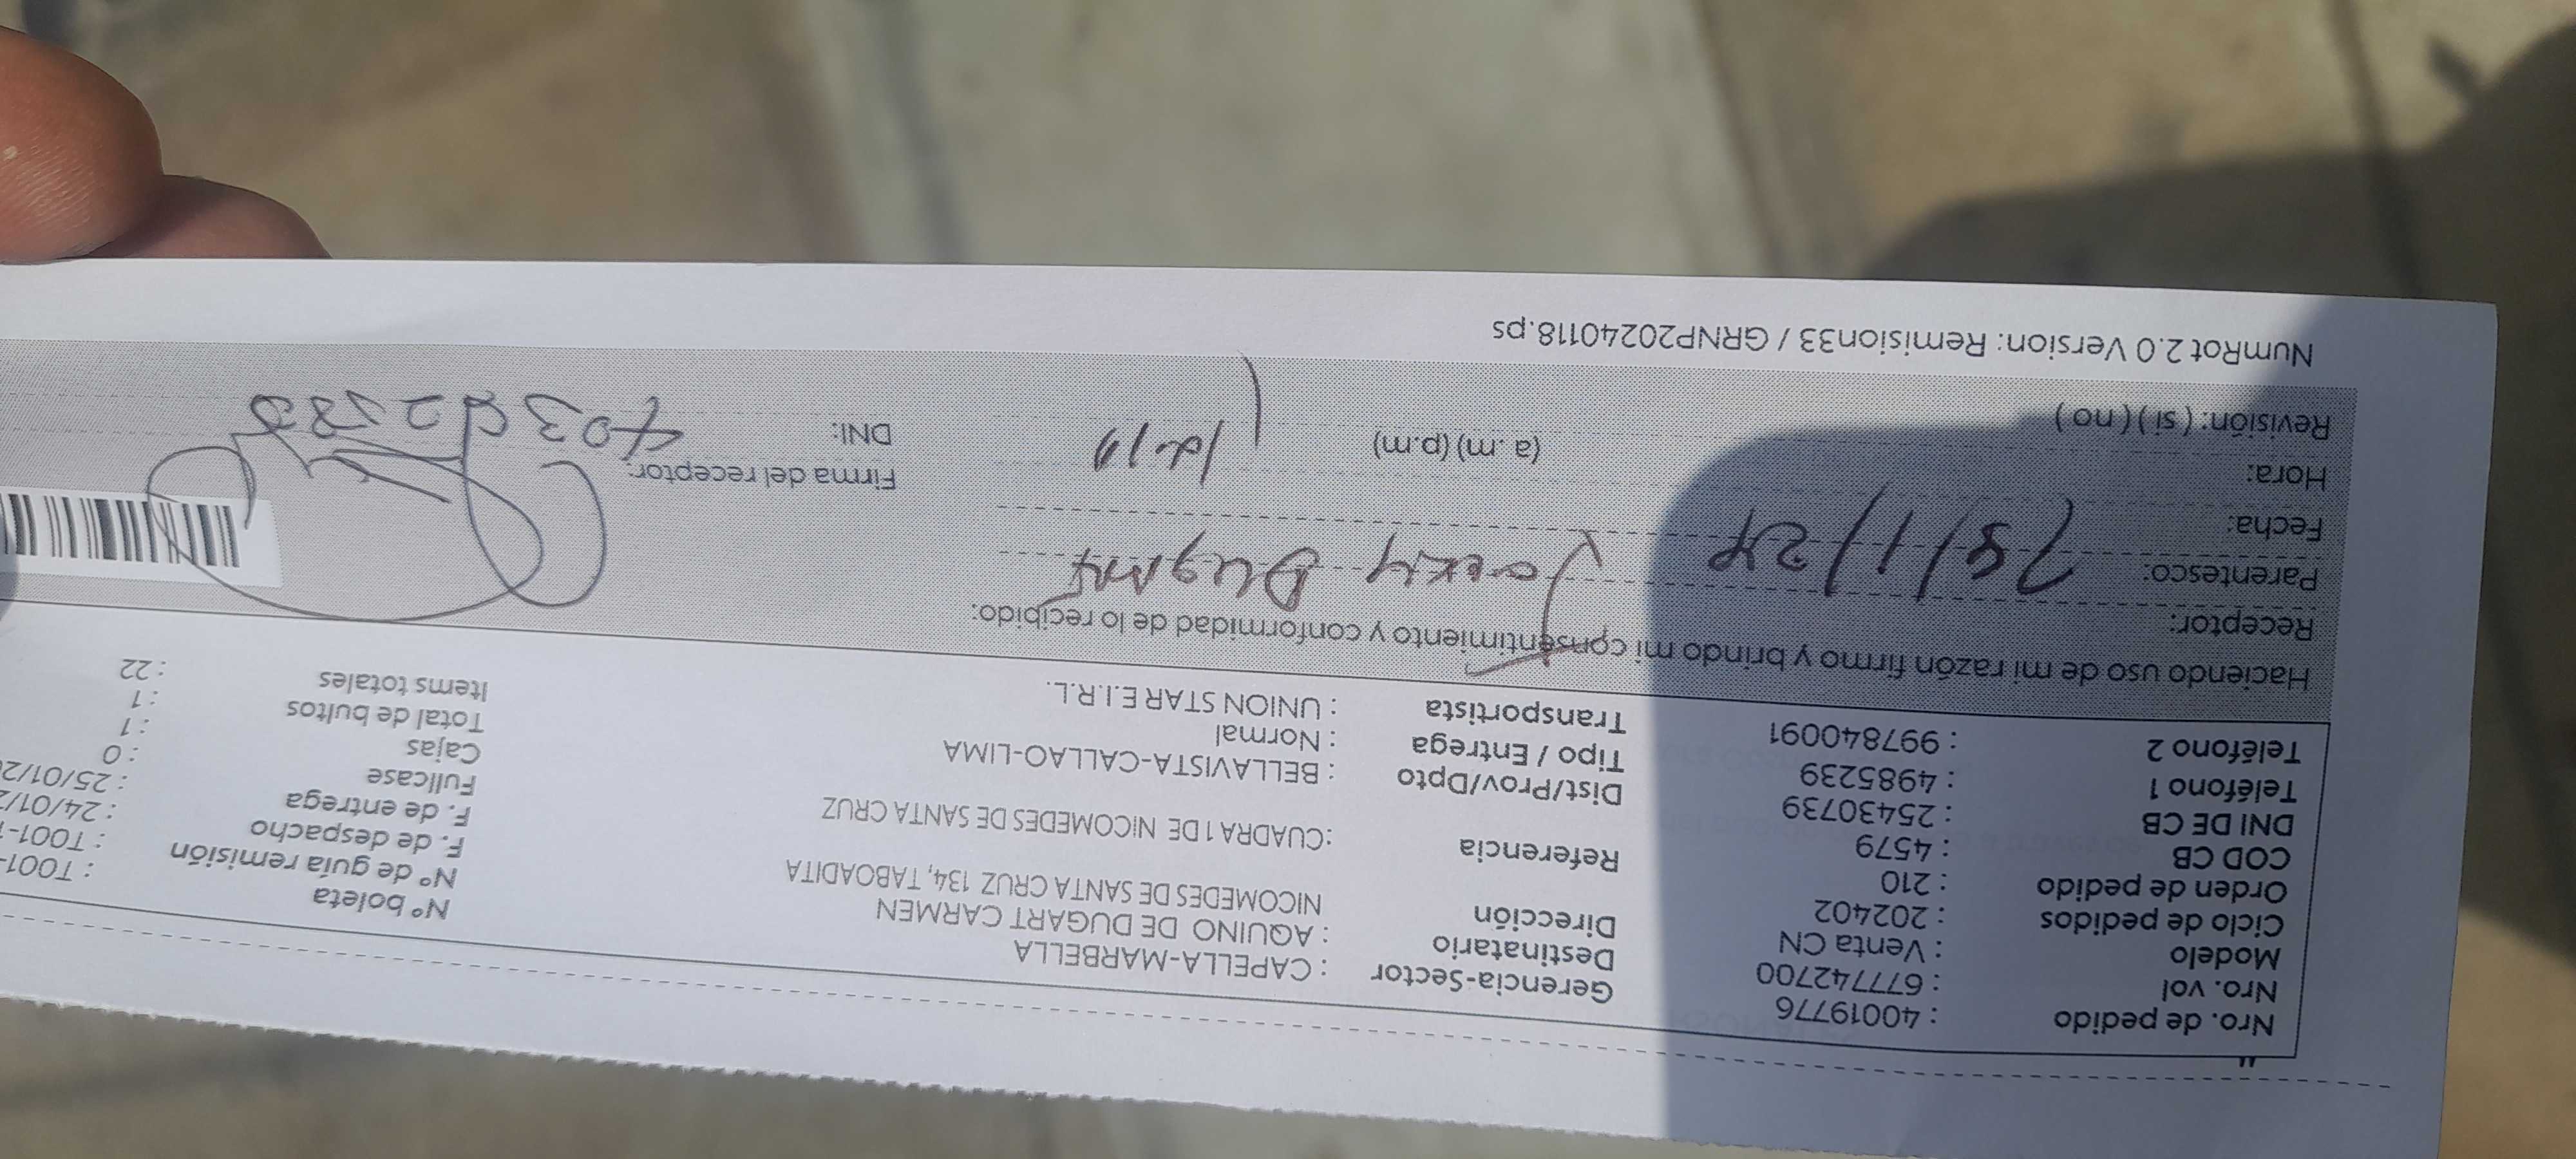 Nro. de pedido : 40019776 Gerencia-Sector : CAPELLA-MARBELLA Nº boleta : T001-
Nro. vol : 677742700 Destinatario : AQUINO DE DUGART CARMEN Nº de guía remisión : T001-
Modelo : Venta CN Dirección NICOMEDES DE SANTA CRUZ 134, TABOADITA F. de despacho : 24/01/2
Ciclo de pedidos : 202402 Referencia :CUADRA 1 DE NICOMEDES DE SANTA CRUZ F. de entrega : 25/01/20
Orden de pedido : 210 Dist/Prov/Dpto : BELLAVISTA-CALLAO-LIMA Fullcase : 0
COD CB : 4579 Tipo / Entrega : Normal Cajas : 1
DNI DE CB : 25430739 Transportista : UNION STAR E.I.R.L. Total de bultos : 1
Teléfono 1 : 4985239 Items totales : 22
Teléfono 2 : 997840091
Haciendo uso de mi razón firmo y brindo mi consentimiento y conformidad de lo recibido:
Receptor:
Parentesco:
Fecha:
Hora: (a .m) (p.m) Firma del receptor:
Revisión: ( si ) ( no ) DNI:
NumRot 2.0 Version: Remision33 / GRNP20240118.ps